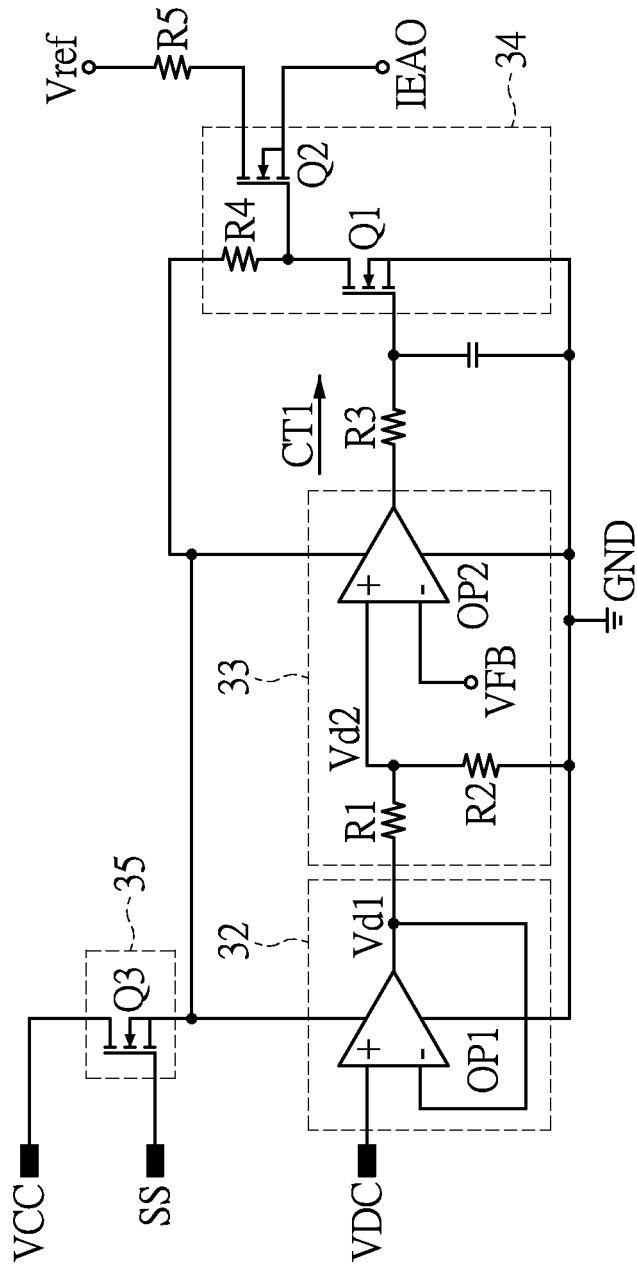 VCC
SS
VDC
35
Q3
32
Vd1
OP1
33
Vd2
R1
R2
VFB
OP2
GND
CT1
R3
R4
Q1
Q2
Vref
R5
IEAO
34
+
-
+
-